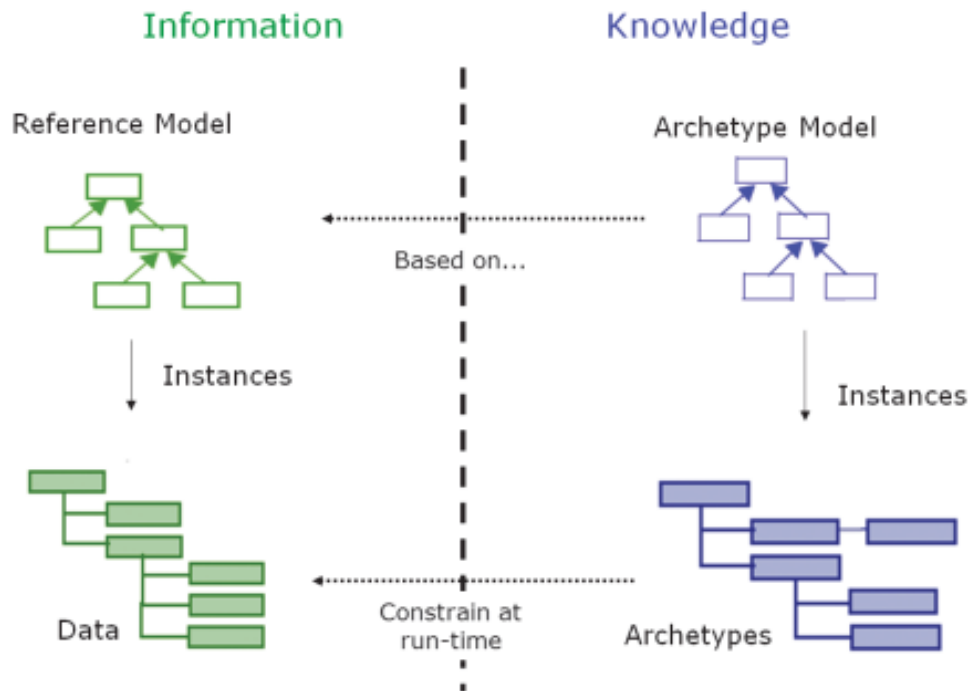 Information
Knowledge
Reference Model
Archetype Model
Based on...
Instances
Instances
Data
Constrain at
run-time
Archetypes